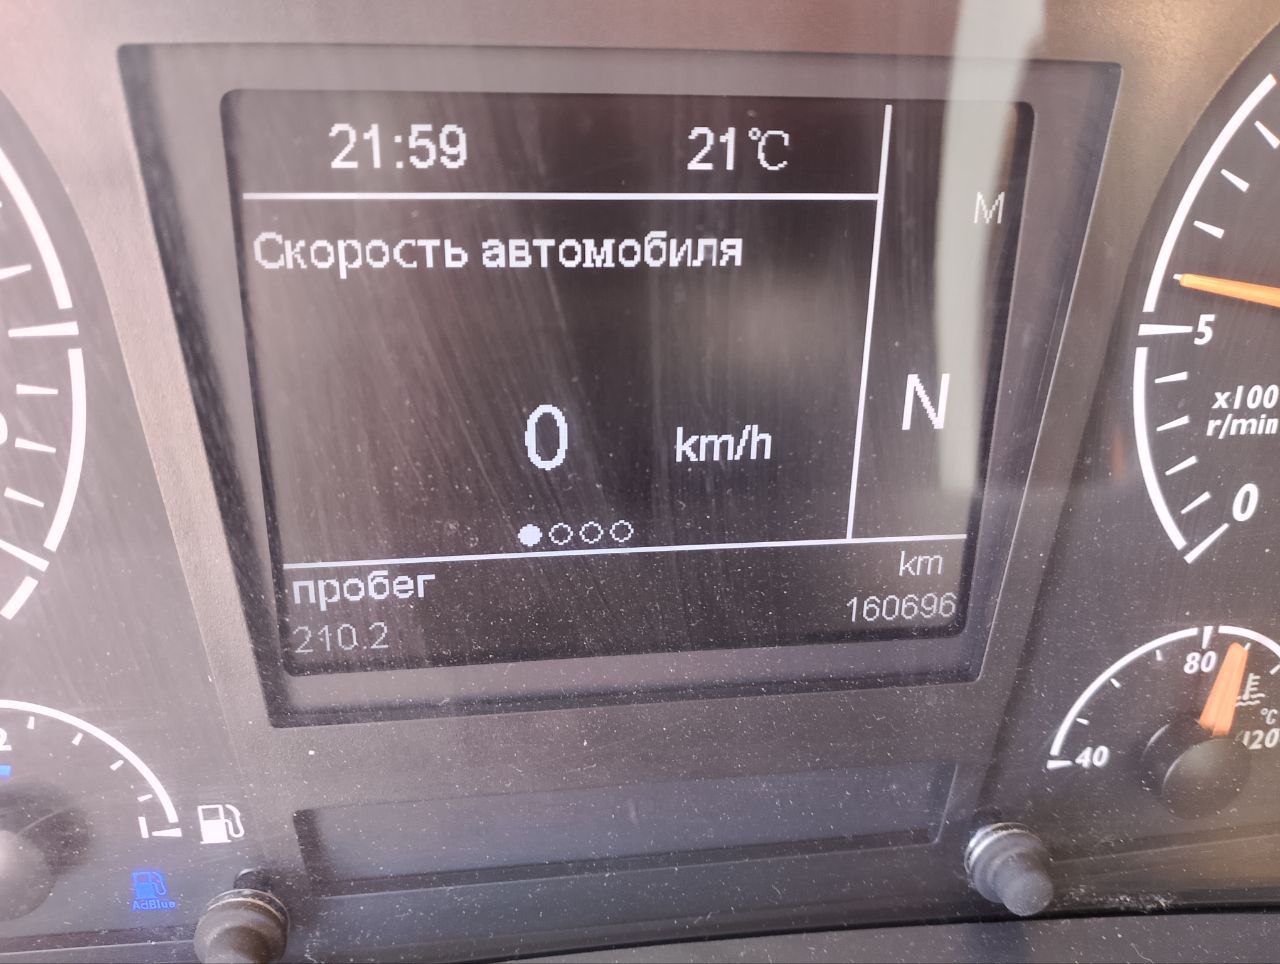 21:59 21°C
M
Скорость автомобиля
5
N
x100
r/min
0 km/h
0
km
пробег
160696
210.2
80
°C
120
40
2
AdBlue